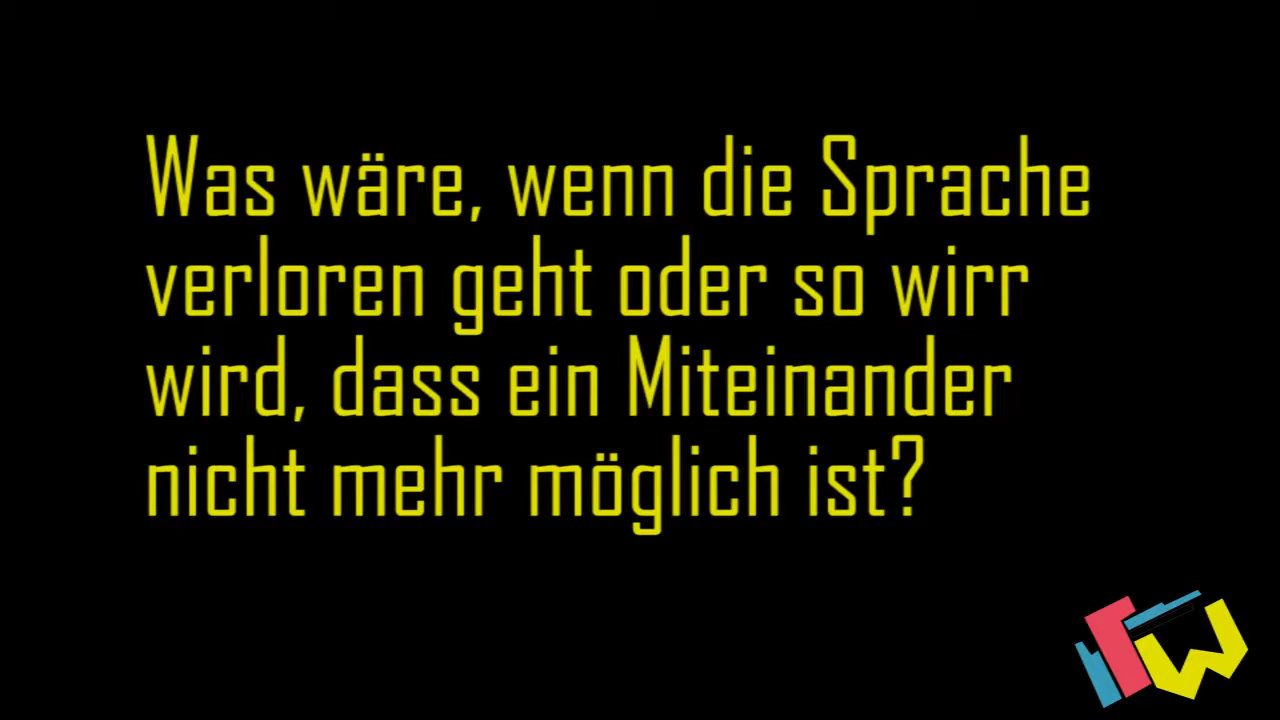 Was wäre, wenn die Sprache
verloren geht oder so wirr
wird, dass ein Miteinander
nicht mehr möglich ist?